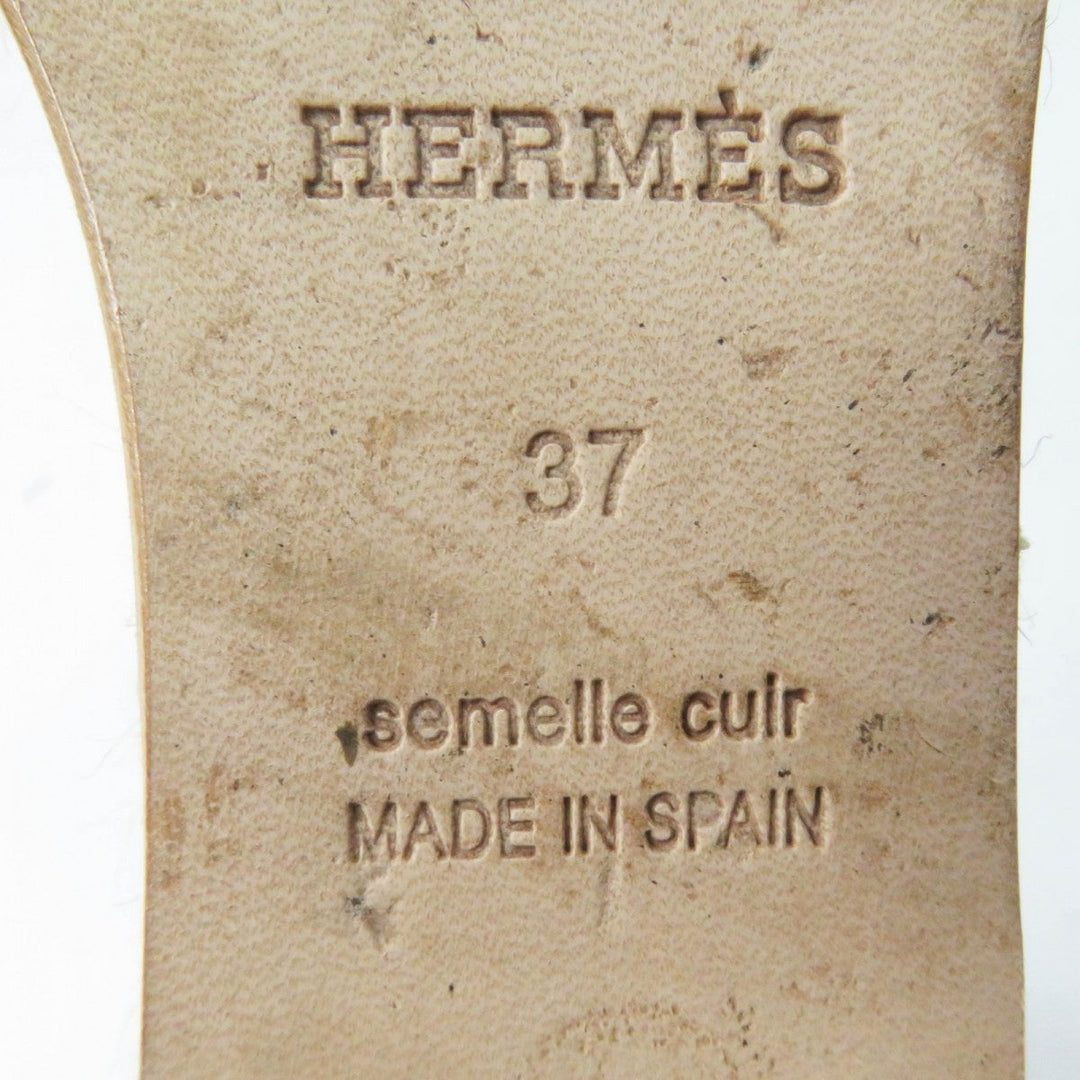 HERMÈS
37
semelle cuir
MADE IN SPAIN